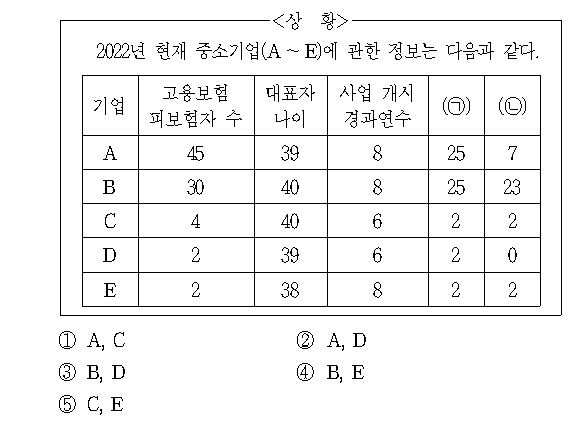 <상 황>
2022년 현재 중소기업(A ~ E)에 관한 정보는 다음과 같다.
기업 고용보험 피보험자 수 대표자 나이 사업 개시 경과연수 (㉠) (㉡)
A 45 39 8 25 7
B 30 40 8 25 23
C 4 40 6 2 2
D 2 39 6 2 0
E 2 38 8 2 2
① A, C ② A, D
③ B, D ④ B, E
⑤ C, E